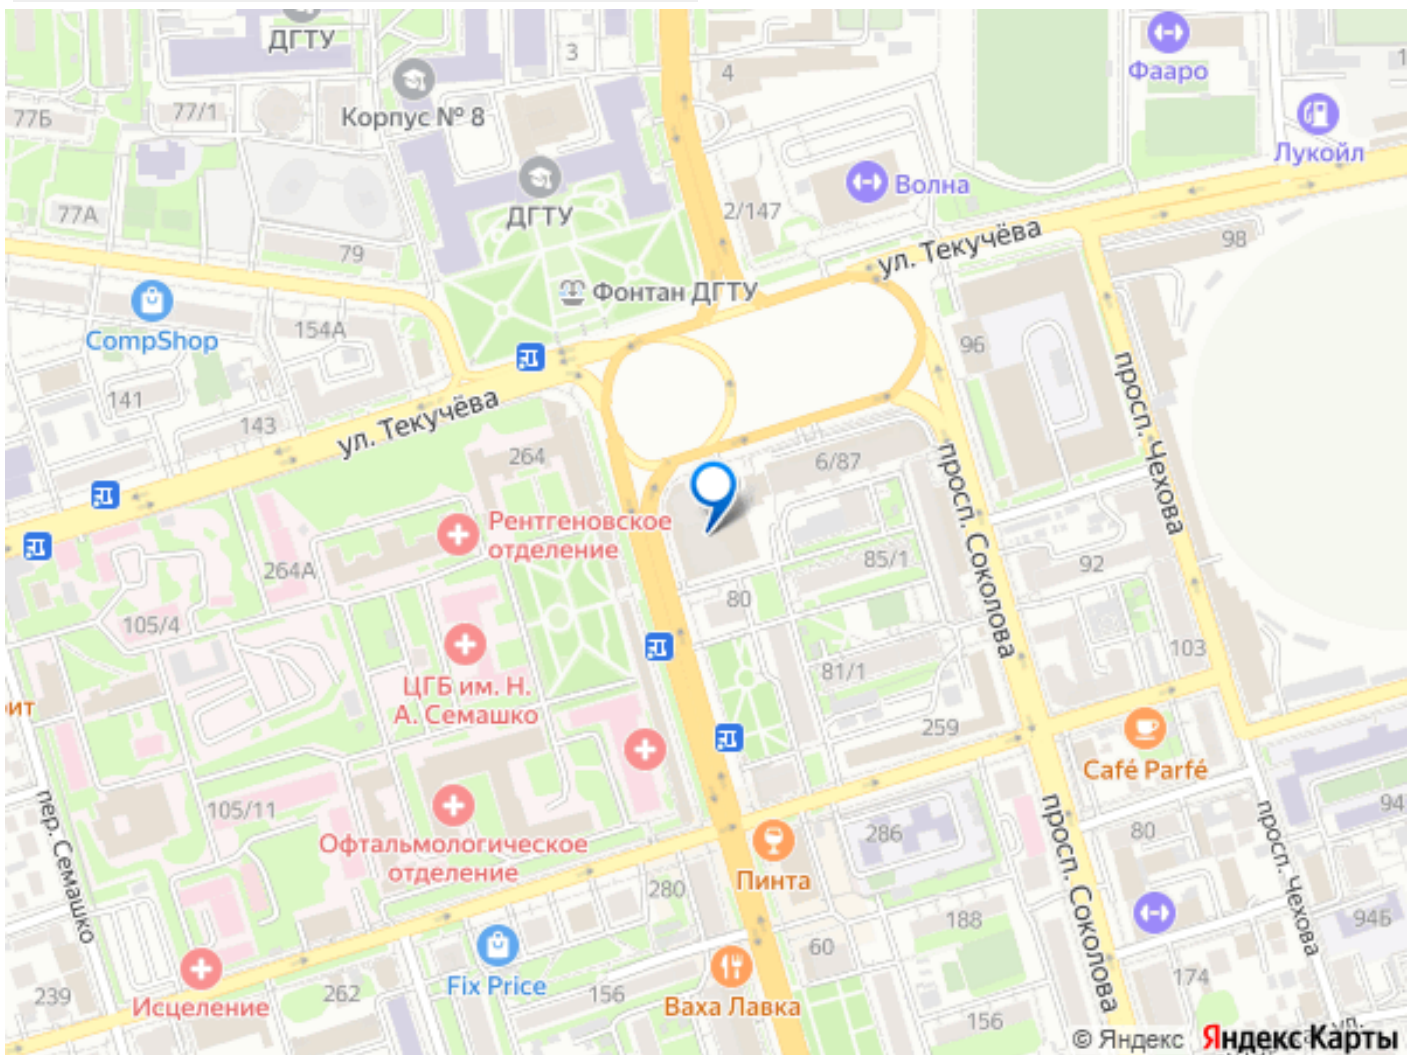 ДГТУ
3
4
Фааро
77Б
77/1
Корпус № 8
Лукойл
Волна
77А
ДГТУ
2/147
79
ул. Текучёва
98
Фонтан ДГТУ
154А
CompShop
96
141
143
ул. Текучёва
просп. Чехова
264
6/87
просп. Соколова
Рентгеновское
отделение
264А
85/1
92
105/4
80
103
81/1
ЦГБ им. Н.
А. Семашко
259
Café Parfé
пер. Семашко
105/11
Офтальмологическое
отделение
286
80
просп. Соколова
просп. Чехова
94
Пинта
280
188
94Б
60
Исцеление
239
262
Fix Price
156
Ваха Лавка
174
156
© Яндекс Яндекс Карты